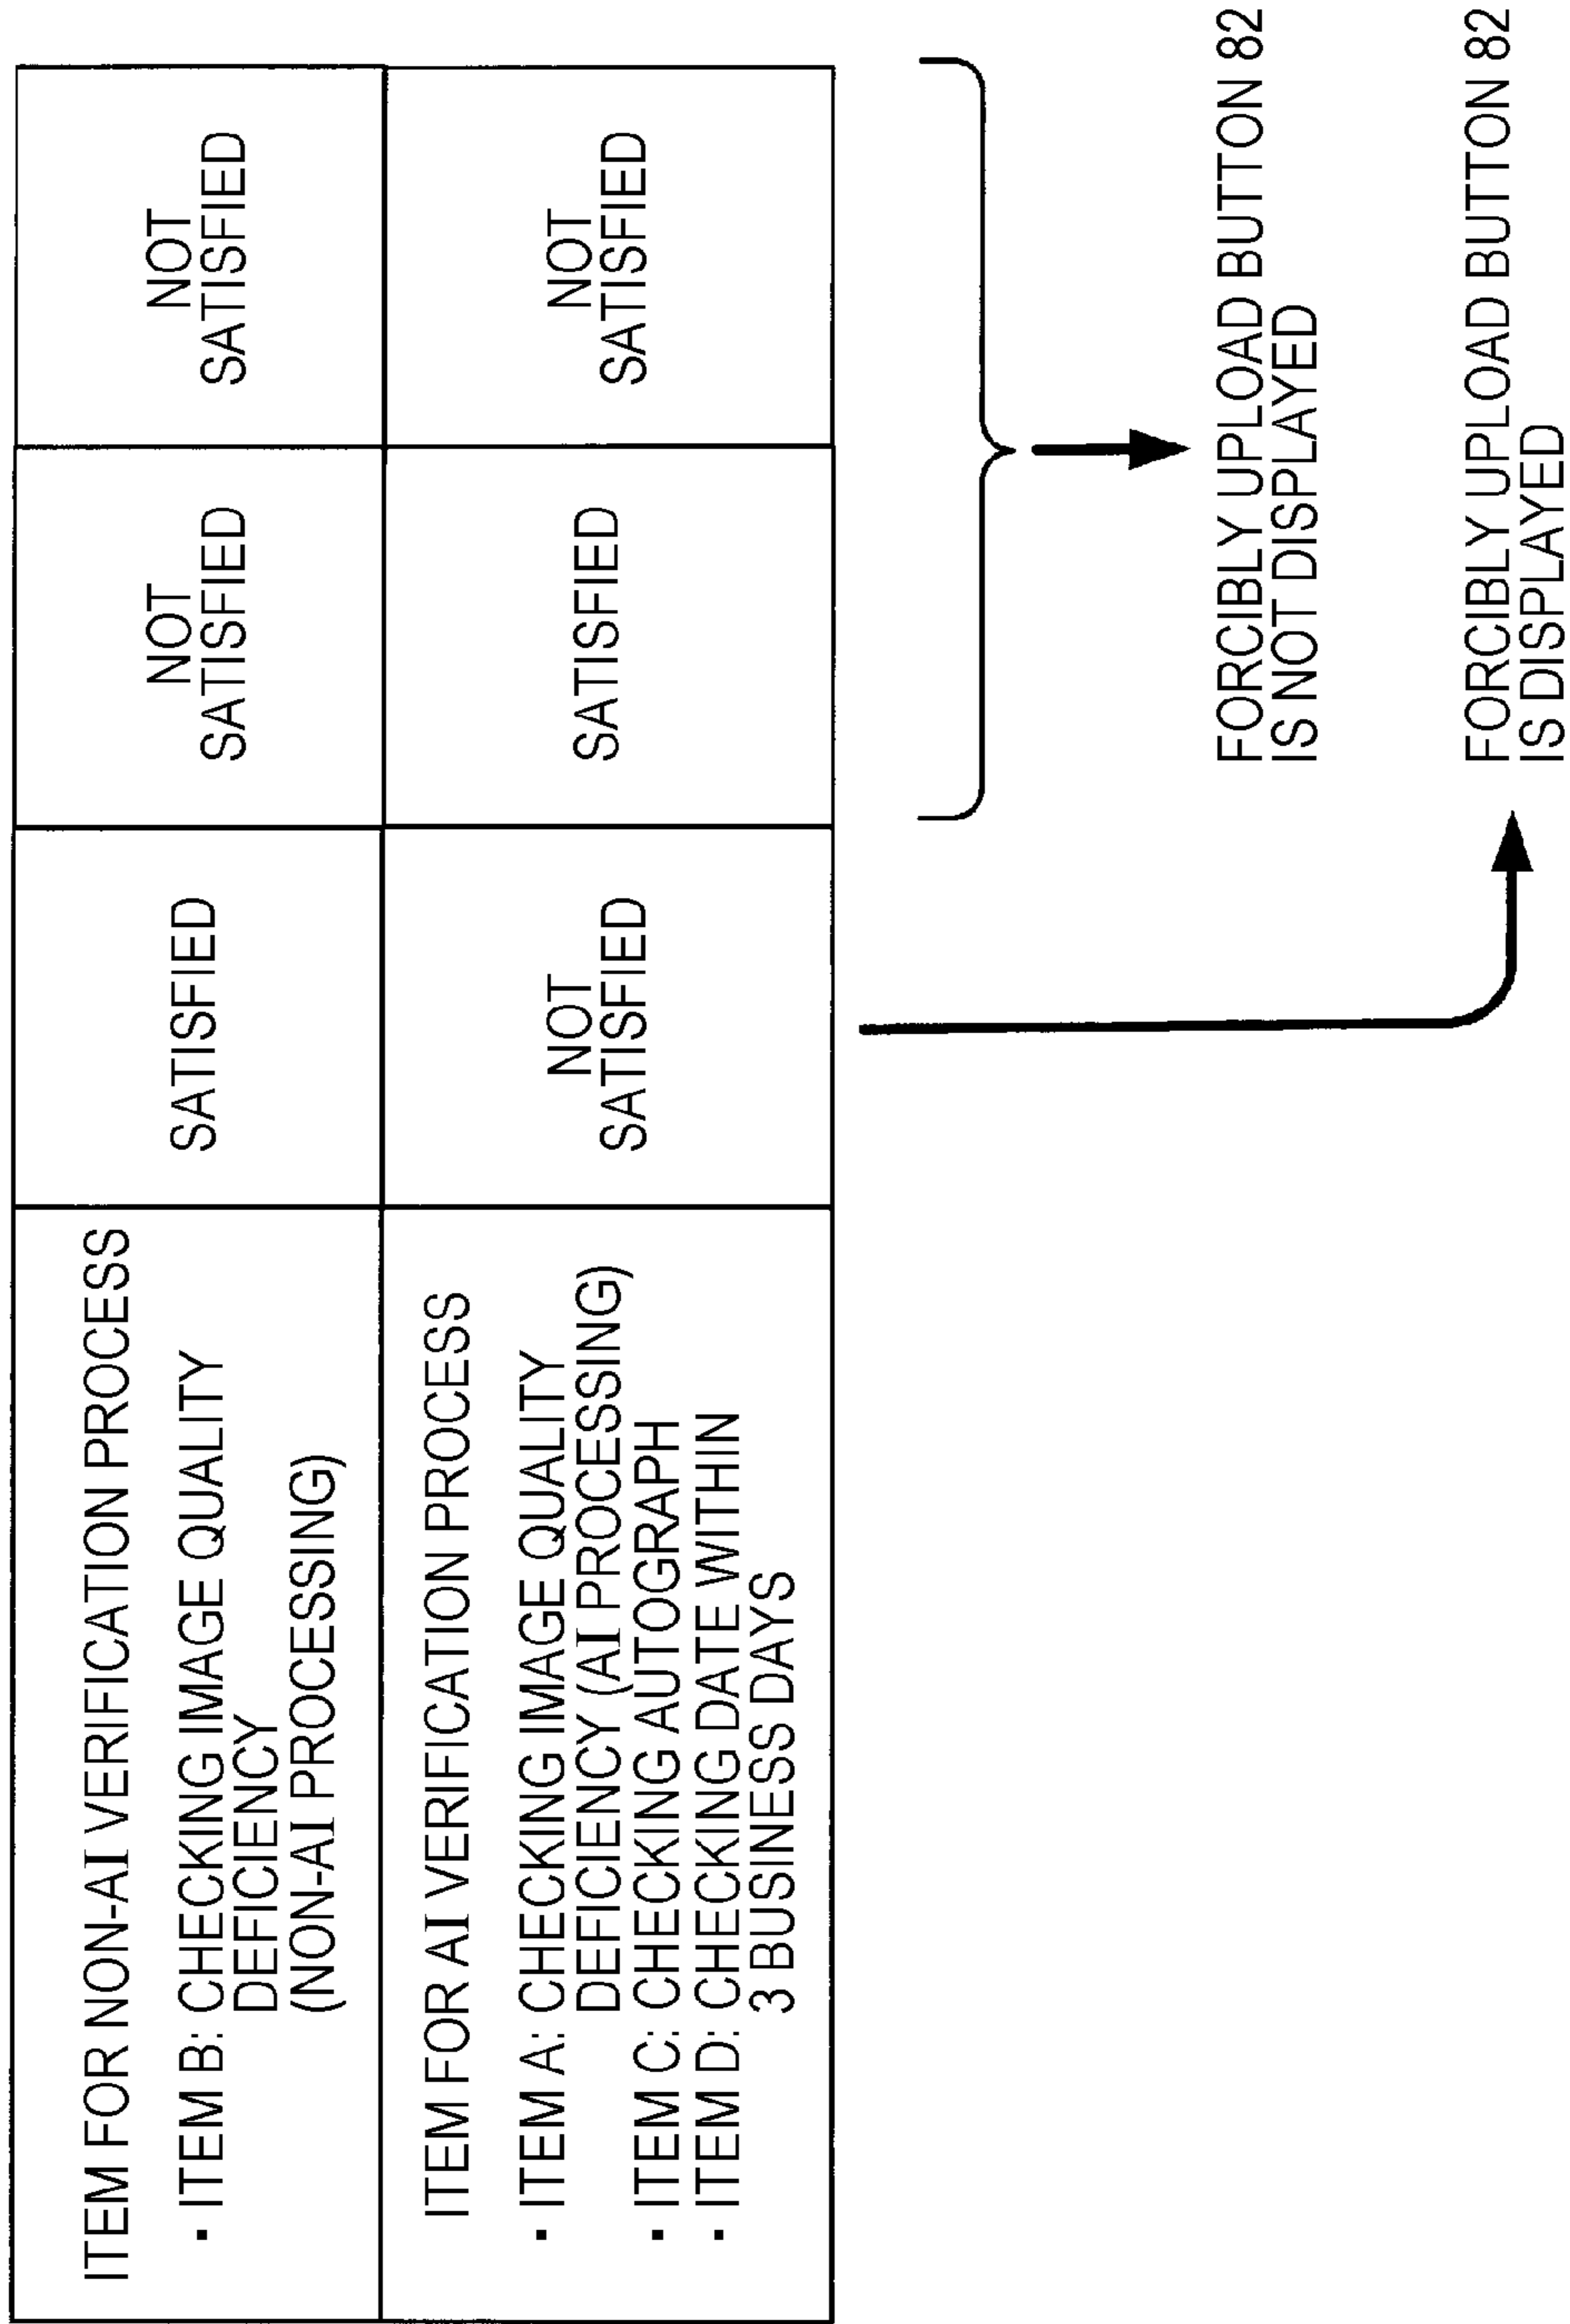 ITEM FOR NON-AI VERIFICATION PROCESS
・ITEM B: CHECKING IMAGE QUALITY
DEFICIENCY
(NON-AI PROCESSING)
SATISFIED
NOT
SATISFIED
NOT
SATISFIED
ITEM FOR AI VERIFICATION PROCESS
・ITEM A: CHECKING IMAGE QUALITY
DEFICIENCY (AI PROCESSING)
・ITEM C: CHECKING AUTOGRAPH
・ITEM D: CHECKING DATE WITHIN
3 BUSINESS DAYS
NOT
SATISFIED
SATISFIED
NOT
SATISFIED
FORCIBLY UPLOAD BUTTON 82
IS NOT DISPLAYED
FORCIBLY UPLOAD BUTTON 82
IS DISPLAYED